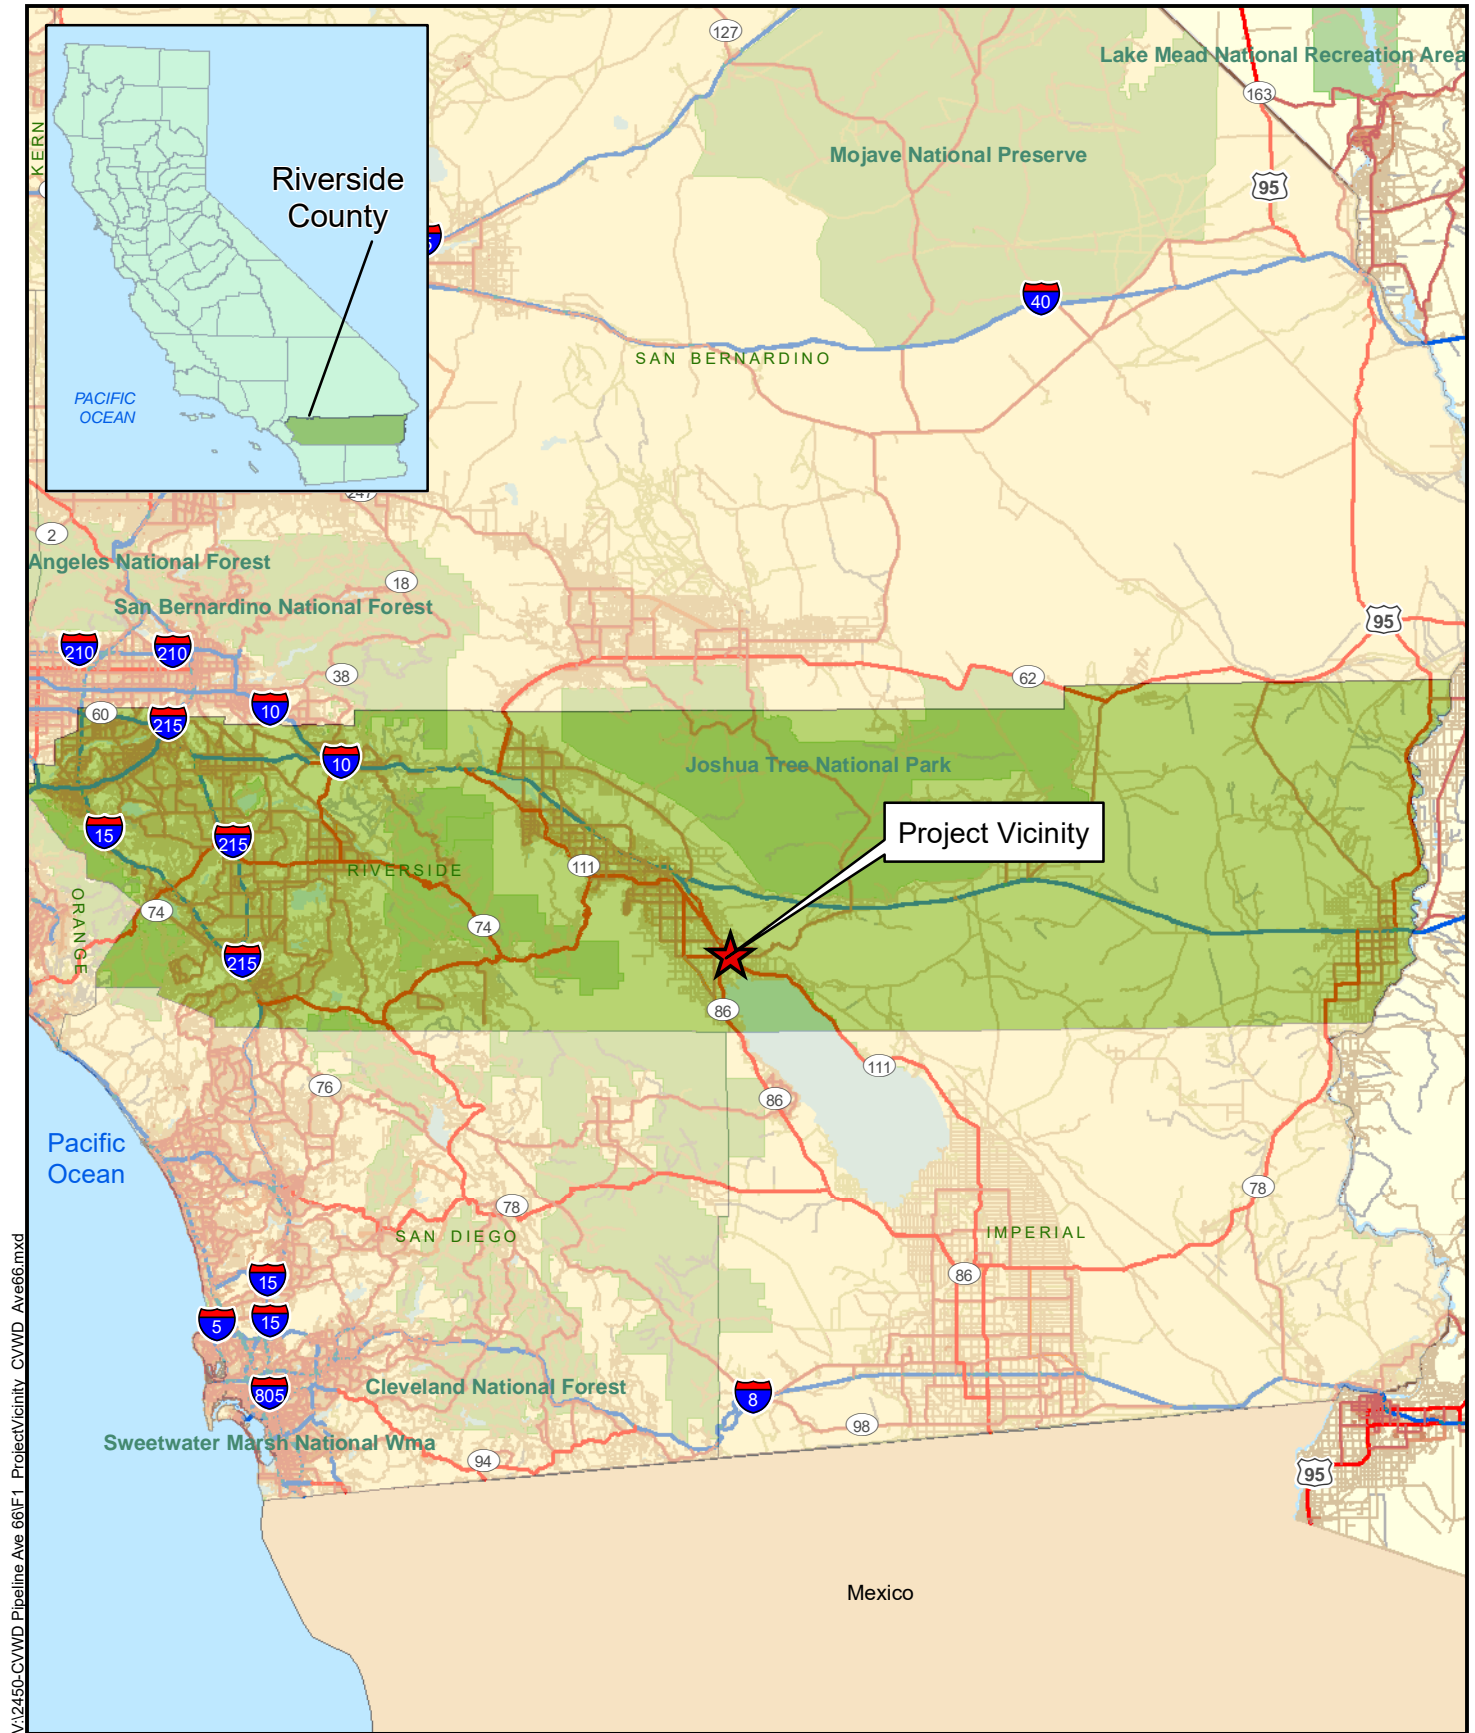 127
Lake Mead National Recreation Area
163
KERN
Mojave National Preserve
Riverside
County
95
5
40
SAN BERNARDINO
PACIFIC
OCEAN
247
2
Angeles National Forest
18
San Bernardino National Forest
95
210
210
38
62
60
215
10
10
Joshua Tree National Park
15
215
Project Vicinity
RIVERSIDE
111
ORANGE
74
74
215
86
111
76
86
Pacific
Ocean
78
78
SAN DIEGO
IMPERIAL
86
15
5
15
Cleveland National Forest
805
8
98
Sweetwater Marsh National Wma
94
95
Mexico
V:\2450-CVWD Pipeline Ave 66\F1_ProjectVicinity_CVWD_Ave66.mxd